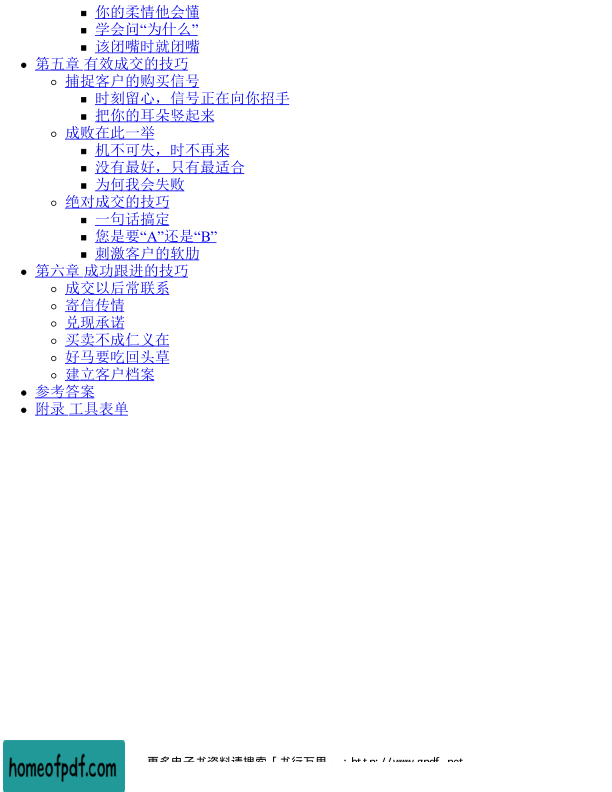 你的柔情他会懂
学会问“为什么”
该闭嘴时就闭嘴
第五章 有效成交的技巧
捕捉客户的购买信号
时刻留心，信号正在向你招手
把你的耳朵竖起来
成败在此一举
机不可失，时不再来
没有最好，只有最适合
为何我会失败
绝对成交的技巧
一句话搞定
您是要“A”还是“B”
刺激客户的软肋
第六章 成功跟进的技巧
成交以后常联系
寄信传情
兑现承诺
买卖不成仁义在
好马要吃回头草
建立客户档案
参考答案
附录 工具表单
homeofpdf.com
更多电子书资料请搜索「书行万里